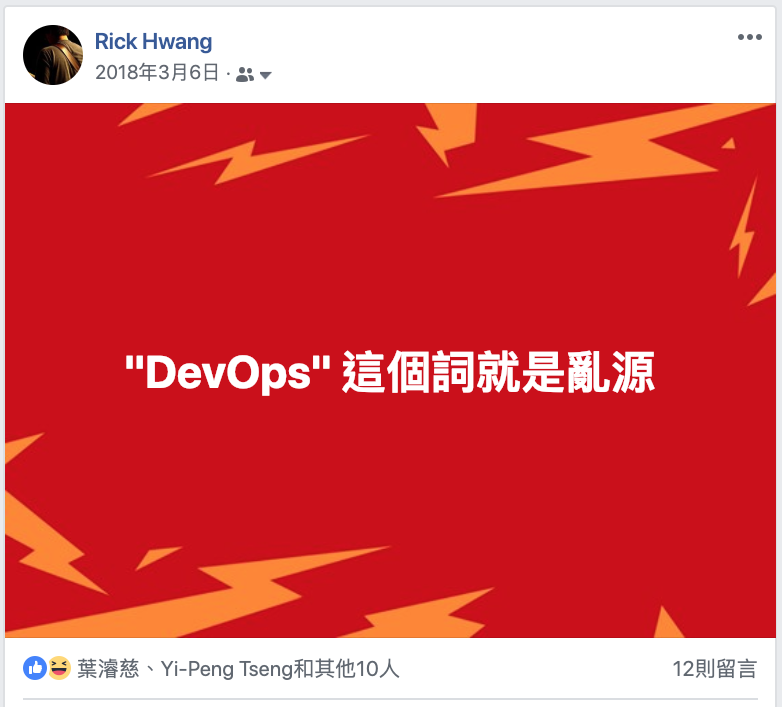 Rick Hwang
2018年3月6日 ·
"DevOps" 這個詞就是亂源
葉濬慈、Yi-Peng Tseng和其他10人
12則留言